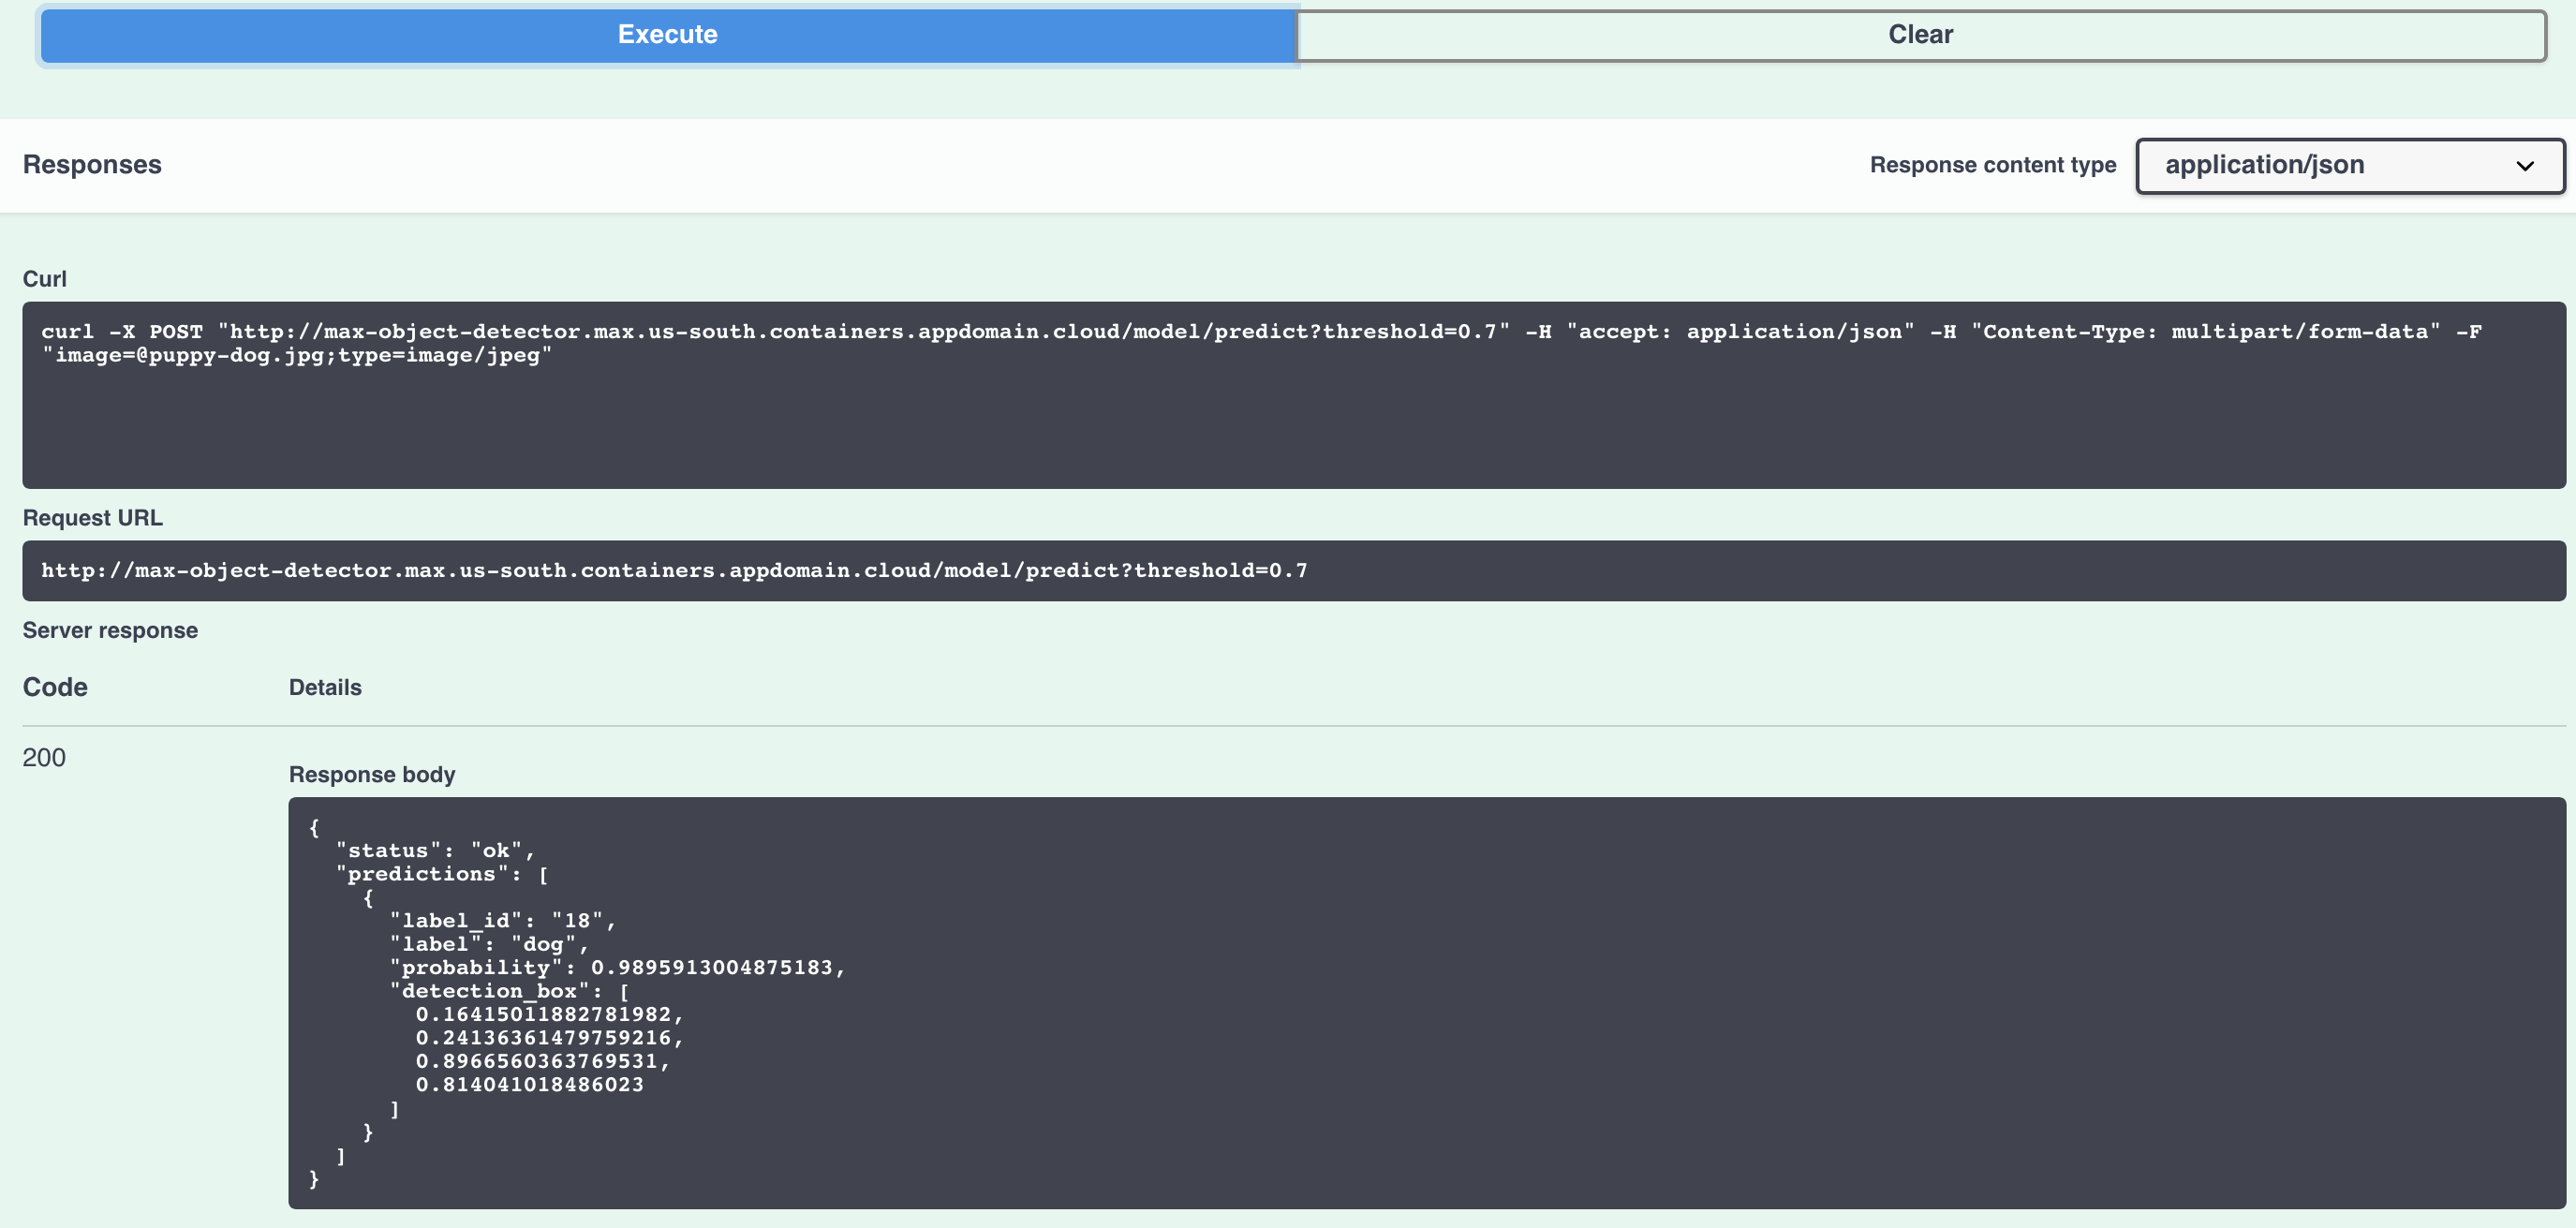 Execute
Clear
Responses
Response content type
application/json
Curl
curl -X POST "http://max-object-detector.max.us-south.containers.appdomain.cloud/model/predict?threshold=0.7" -H "accept: application/json" -H "Content-Type: multipart/form-data" -F
"image=@puppy-dog.jpg;type=image/jpeg"
Request URL
http://max-object-detector.max.us-south.containers.appdomain.cloud/model/predict?threshold=0.7
Server response
Code
Details
200
Response body
{
  "status": "ok",
  "predictions": [
    {
      "label_id": "18",
      "label": "dog",
      "probability": 0.9895913004875183,
      "detection_box": [
        0.16415011882781982,
        0.24136361479759216,
        0.8966560363769531,
        0.814041018486023
      ]
    }
  ]
}